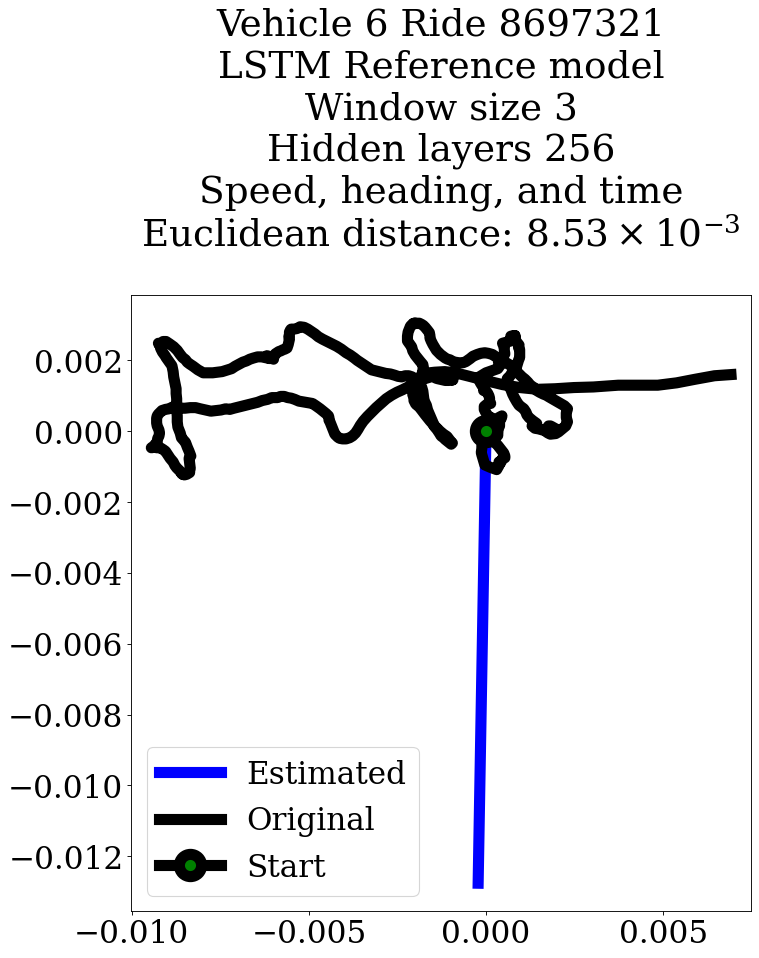 Vehicle 6 Ride 8697321
LSTM Reference model
Window size 3
Hidden layers 256
Speed, heading, and time
Euclidean distance: 8.53 × 10⁻³
0.002
0.000
−0.002
−0.004
−0.006
−0.008
−0.010
−0.012
Estimated
Original
Start
−0.010
−0.005
0.000
0.005